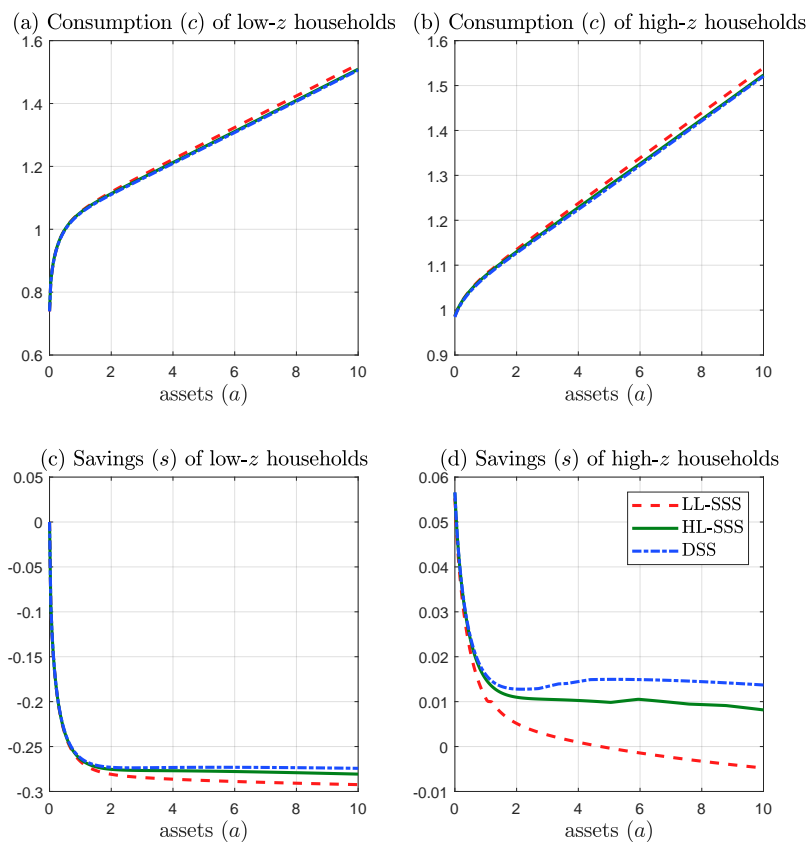 (a) Consumption (c) of low-z households
1.6
1.4
1.2
1
0.8
0.6
0 2 4 6 8 10
assets (a)
(b) Consumption (c) of high-z households
1.6
1.5
1.4
1.3
1.2
1.1
1
0.9
0 2 4 6 8 10
assets (a)
(c) Savings (s) of low-z households
0.05
0
-0.05
-0.1
-0.15
-0.2
-0.25
-0.3
0 2 4 6 8 10
assets (a)
(d) Savings (s) of high-z households
0.06
0.05
0.04
0.03
0.02
0.01
0
-0.01
LL-SSS
HL-SSS
DSS
0 2 4 6 8 10
assets (a)